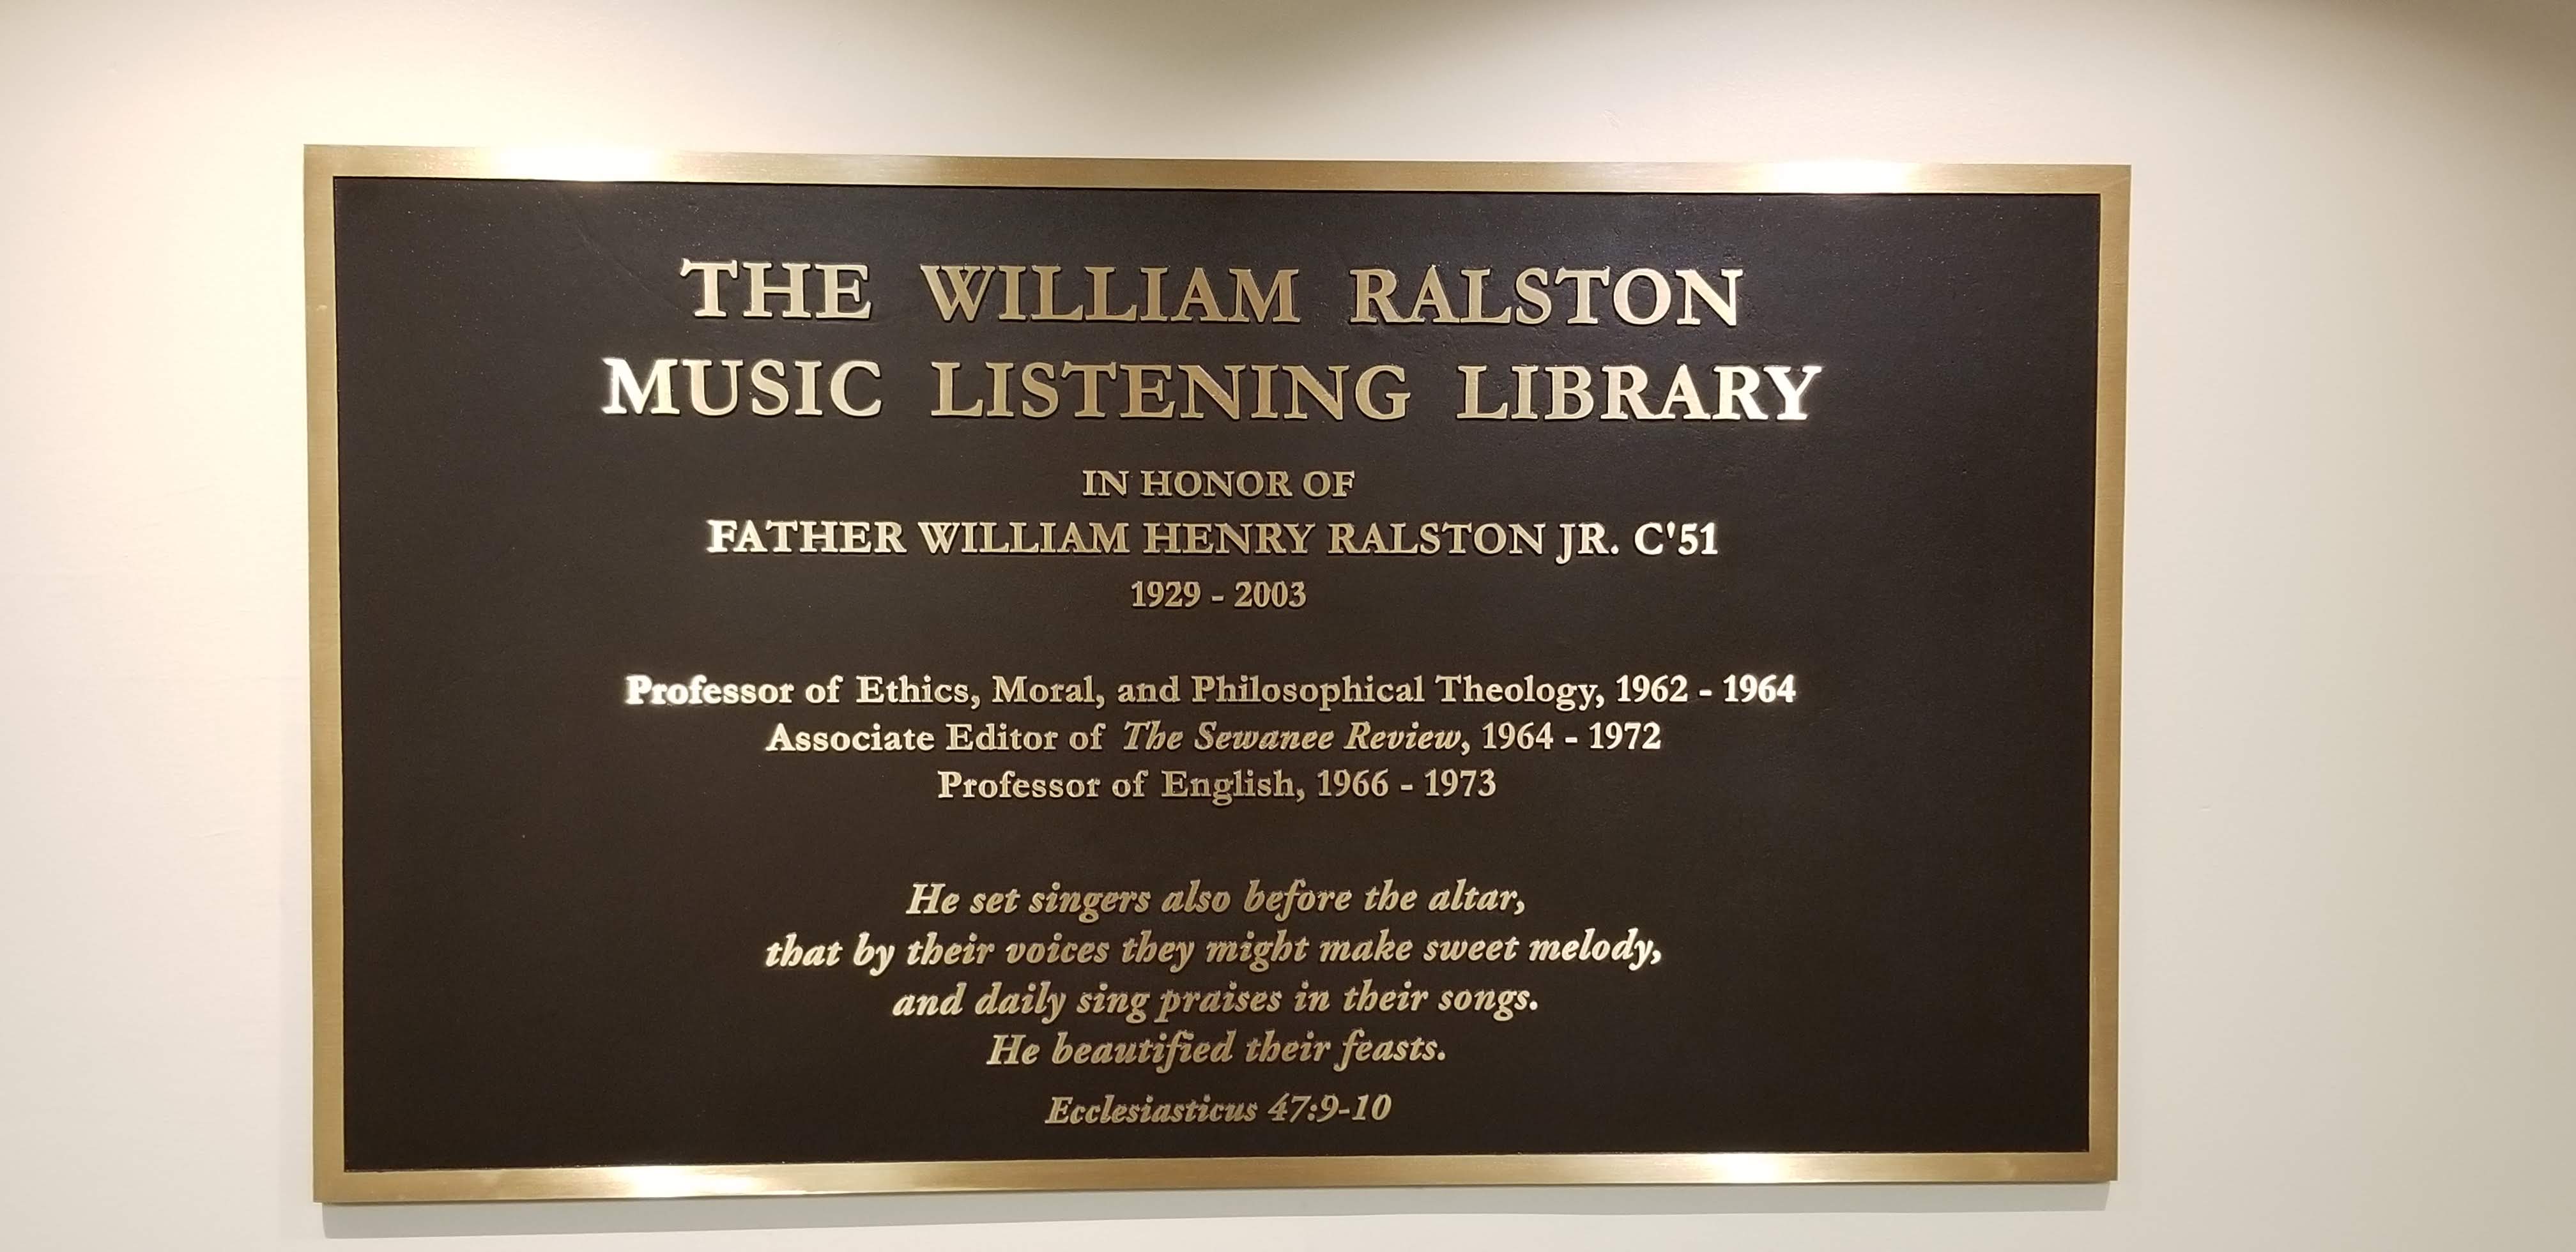 THE WILLIAM RALSTON
MUSIC LISTENING LIBRARY
IN HONOR OF
FATHER WILLIAM HENRY RALSTON JR. C'51
1929 - 2003
Professor of Ethics, Moral, and Philosophical Theology, 1962 - 1964
Associate Editor of The Sewanee Review, 1964 - 1972
Professor of English, 1966 - 1973
He set singers also before the altar,
that by their voices they might make sweet melody,
and daily sing praises in their songs.
He beautified their feasts.
Ecclesiasticus 47:9-10